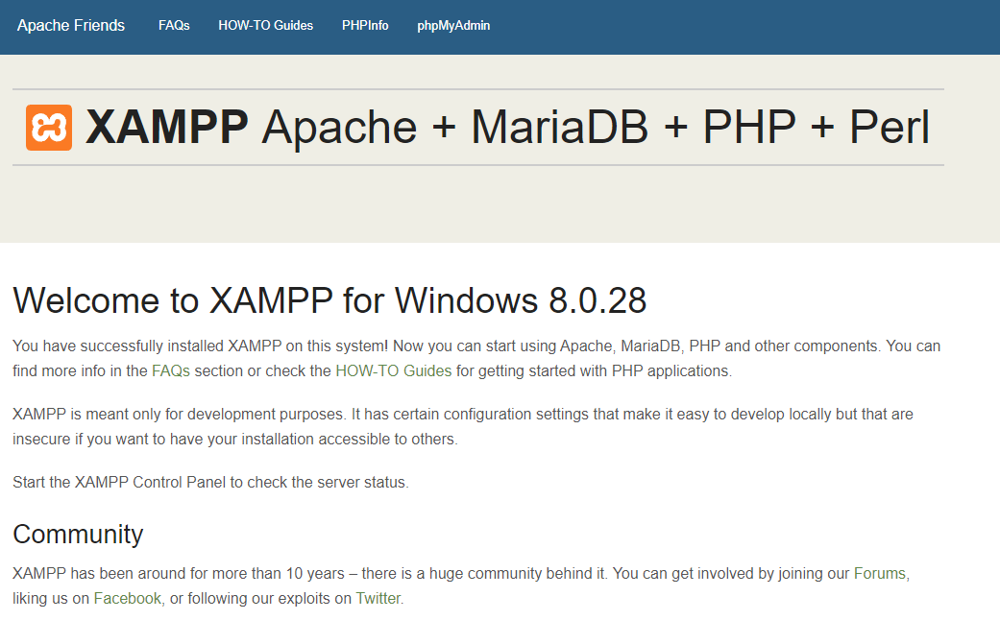 Apache Friends FAQs HOW-TO Guides PHPInfo phpMyAdmin
XAMPP Apache + MariaDB + PHP + Perl
Welcome to XAMPP for Windows 8.0.28
You have successfully installed XAMPP on this system! Now you can start using Apache, MariaDB, PHP and other components. You can
find more info in the FAQs section or check the HOW-TO Guides for getting started with PHP applications.
XAMPP is meant only for development purposes. It has certain configuration settings that make it easy to develop locally but that are
insecure if you want to have your installation accessible to others.
Start the XAMPP Control Panel to check the server status.
Community
XAMPP has been around for more than 10 years – there is a huge community behind it. You can get involved by joining our Forums,
liking us on Facebook, or following our exploits on Twitter.